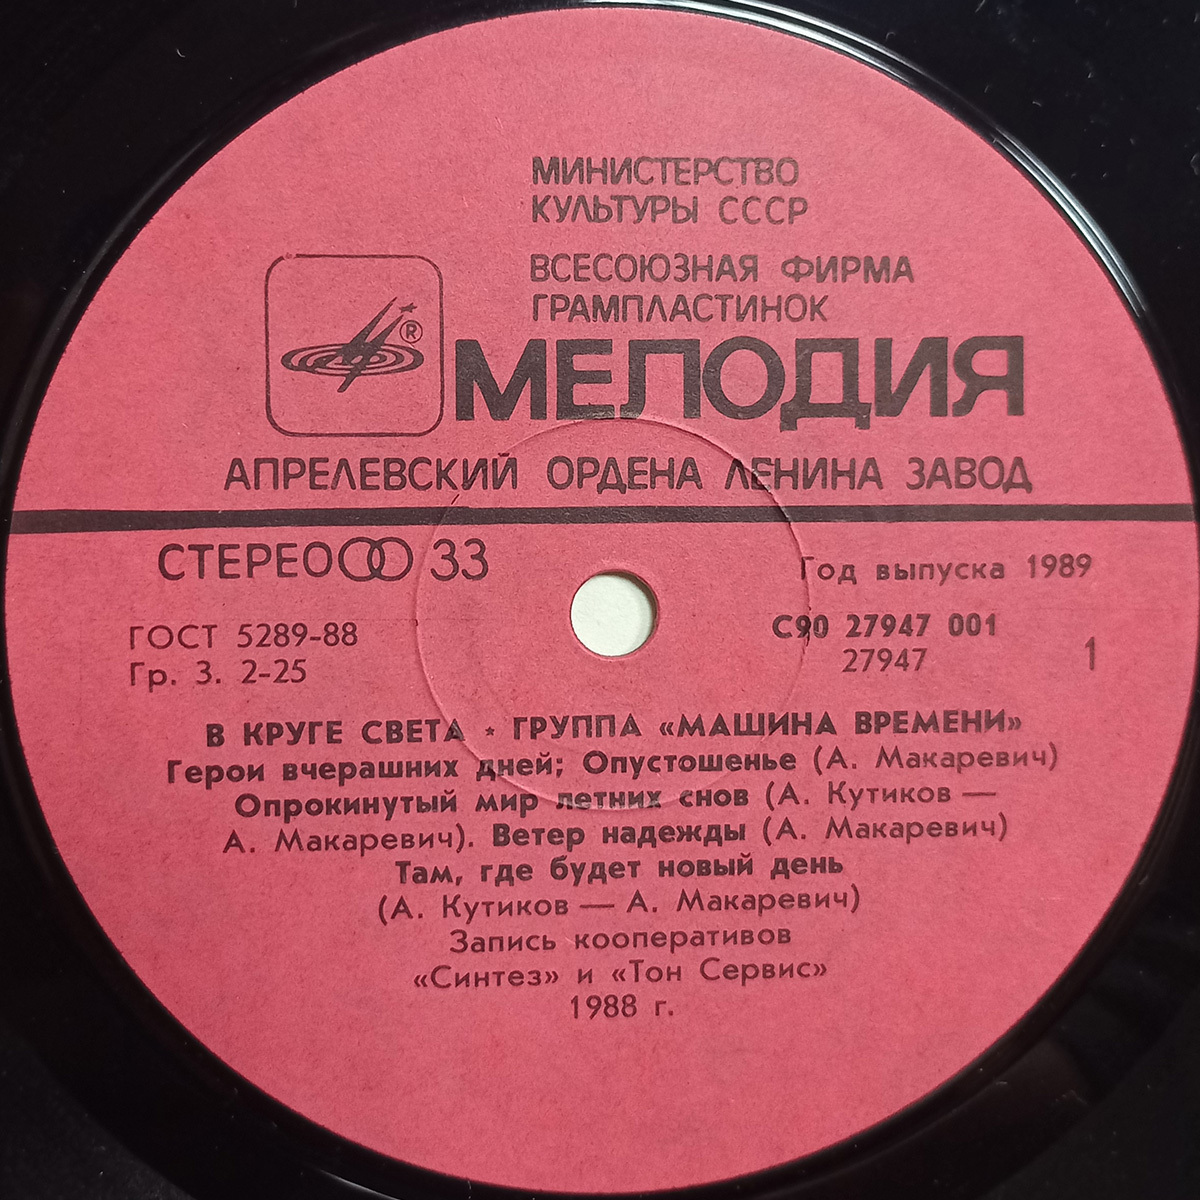 МИНИСТЕРСТВО
КУЛЬТУРЫ СССР
ВСЕСОЮЗНАЯ ФИРМА
ГРАМПЛАСТИНОК
®
МЕЛОДИЯ
АПРЕЛЕВСКИЙ ОРДЕНА ЛЕНИНА ЗАВОД
СТЕРЕО 33
Год выпуска 1989
ГОСТ 5289-88
Гр. 3. 2-25
С90 27947 001
27947
1
В КРУГЕ СВЕТА ★ ГРУППА «МАШИНА ВРЕМЕНИ»
Герои вчерашних дней; Опустошенье (А. Макаревич)
Опрокинутый мир летних снов (А. Кутиков —
А. Макаревич). Ветер надежды (А. Макаревич)
Там, где будет новый день
(А. Кутиков — А. Макаревич)
Запись кооперативов
«Синтез» и «Тон Сервис»
1988 г.